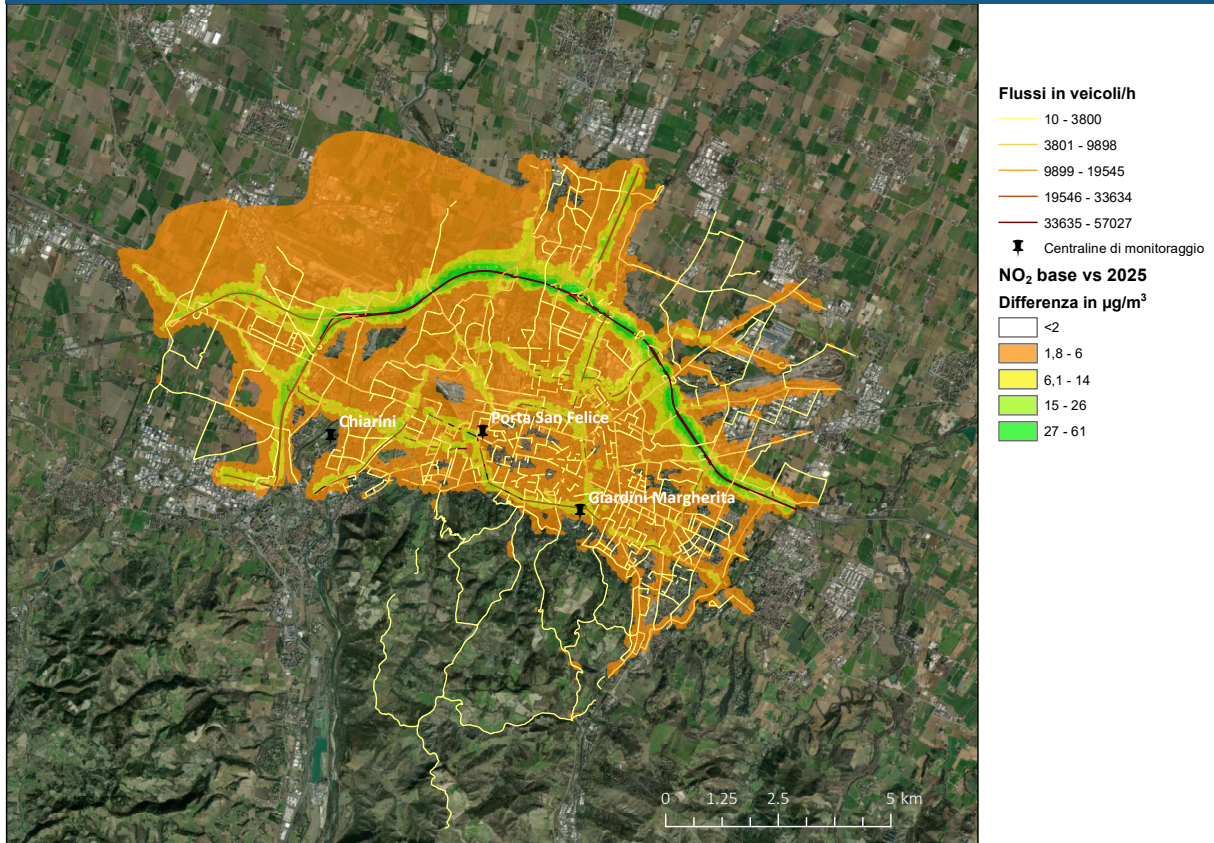 Flussi in veicoli/h
10 - 3800
3801 - 9898
9899 - 19545
19546 - 33634
33635 - 57027
Centraline di monitoraggio
NO₂ base vs 2025
Differenza in µg/m³
<2
1,8 - 6
6,1 - 14
15 - 26
27 - 61
Chiarini
Porta San Felice
Giardini Margherita
0 1.25 2.5 5 km